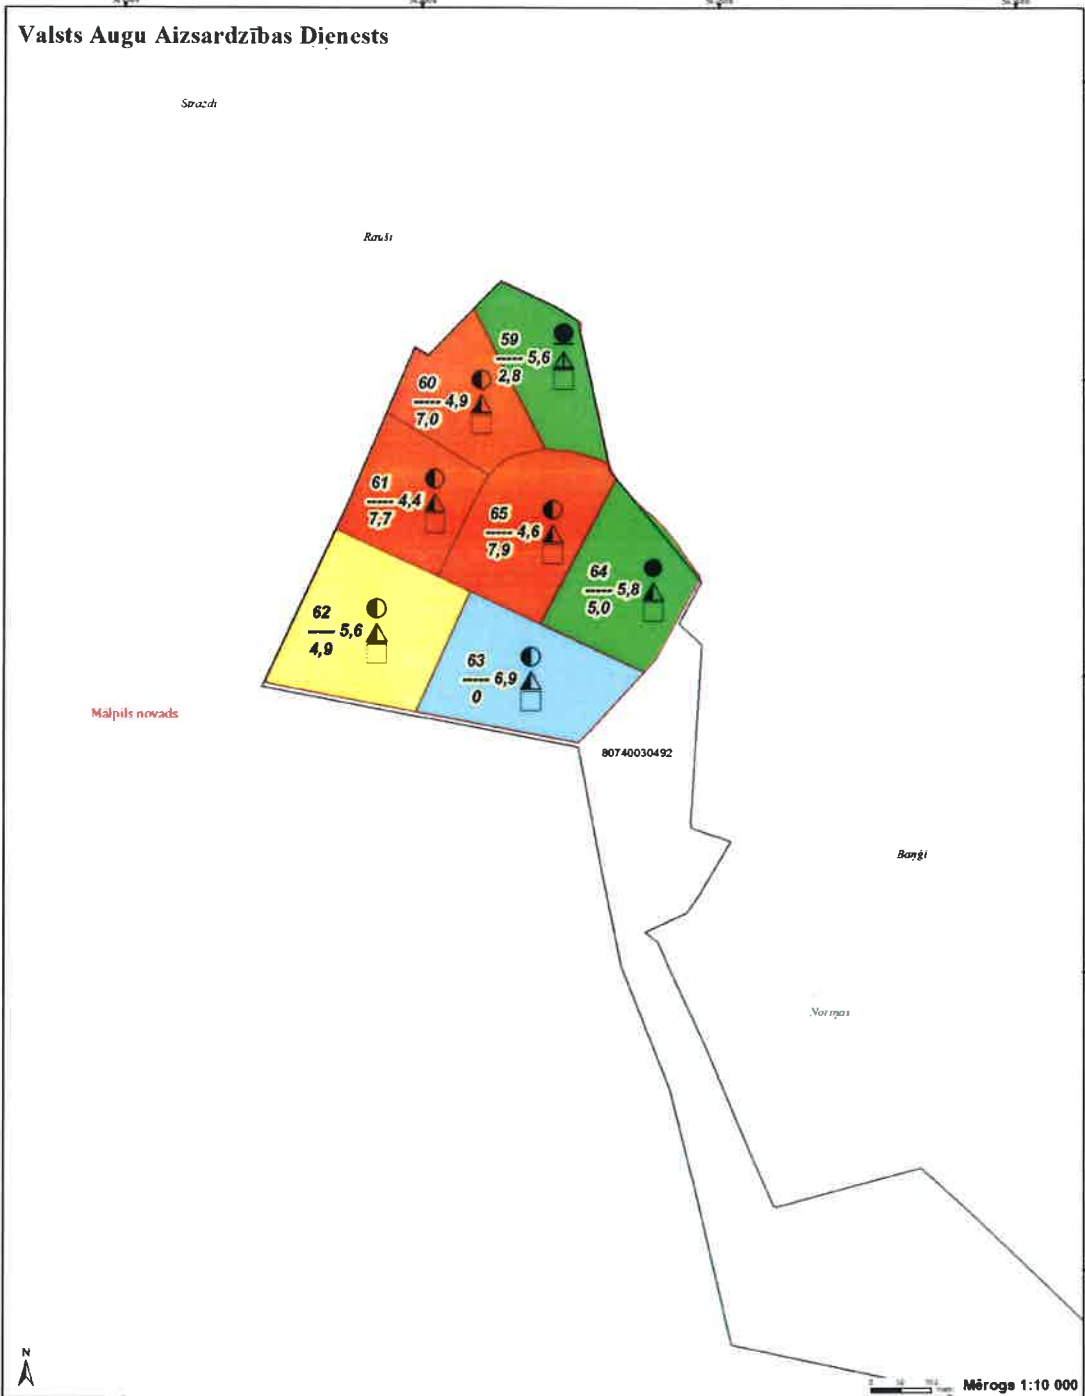 Valsts Augu Aizsardzības Dienests
Strazdi
Rauši
59
----- 5,6
2,8
60
----- 4,9
7,0
61
----- 4,4
7,7
65
----- 4,6
7,9
64
----- 5,8
5,0
62
5,6
4,9
63
----- 6,9
0
Mālpils novads
80740030492
Baņģi
Normas
N
Mērogs 1:10 000